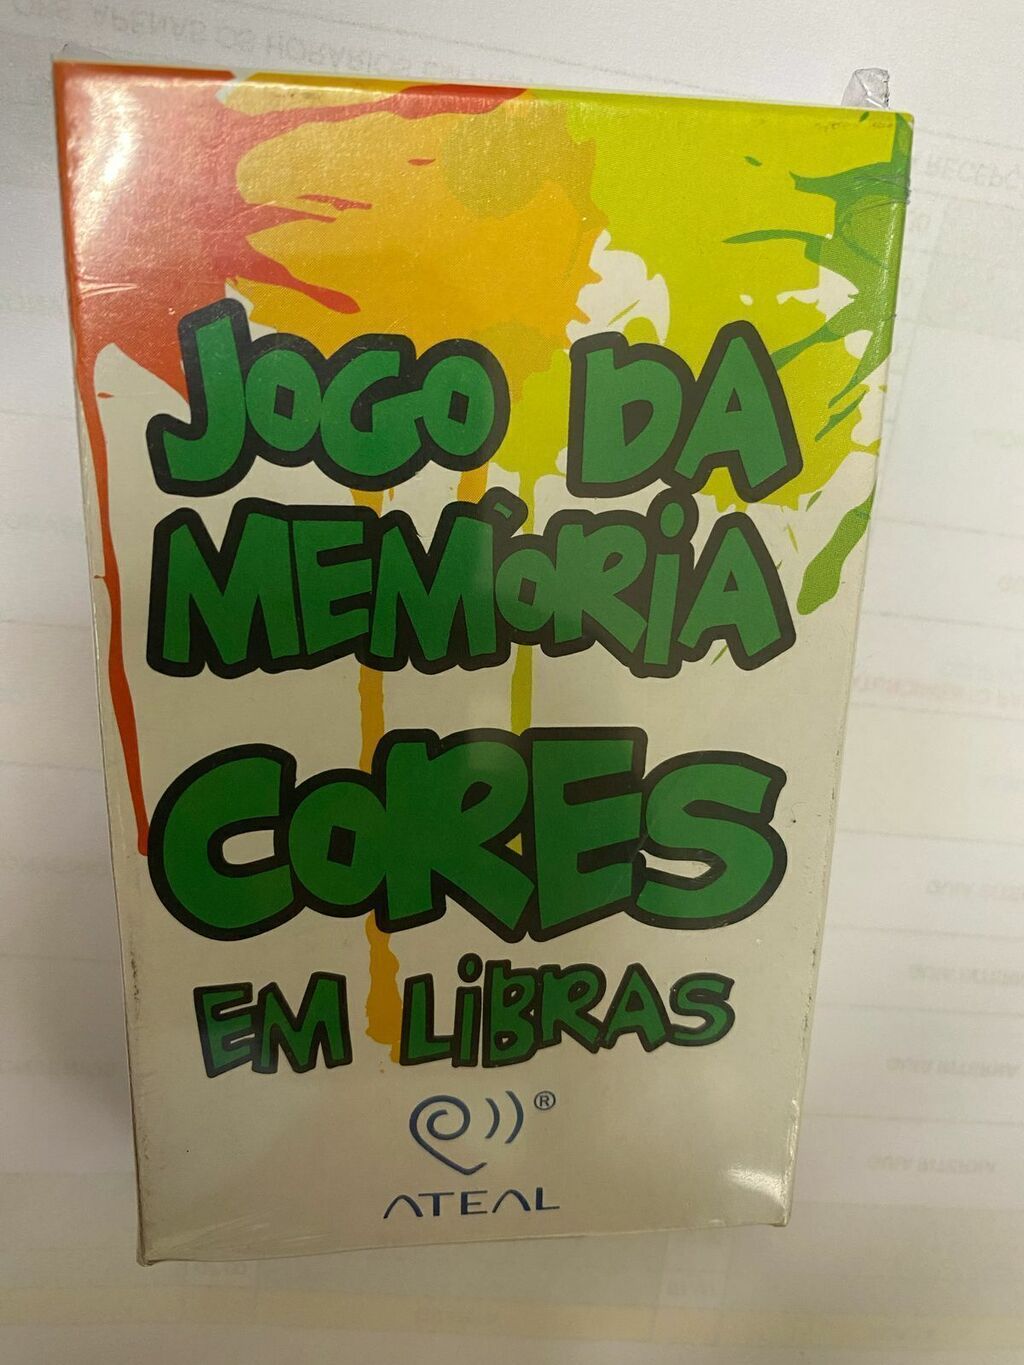 JOGO DA
MEMÓRIA
CORES
EM LIBRAS
®
ATEAL